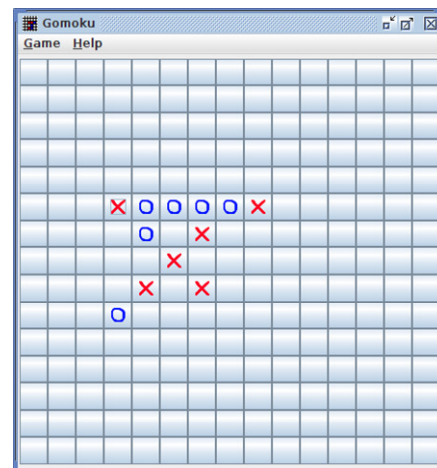 Gomoku
Game Help
X O O O O X
O X
X
X X
O